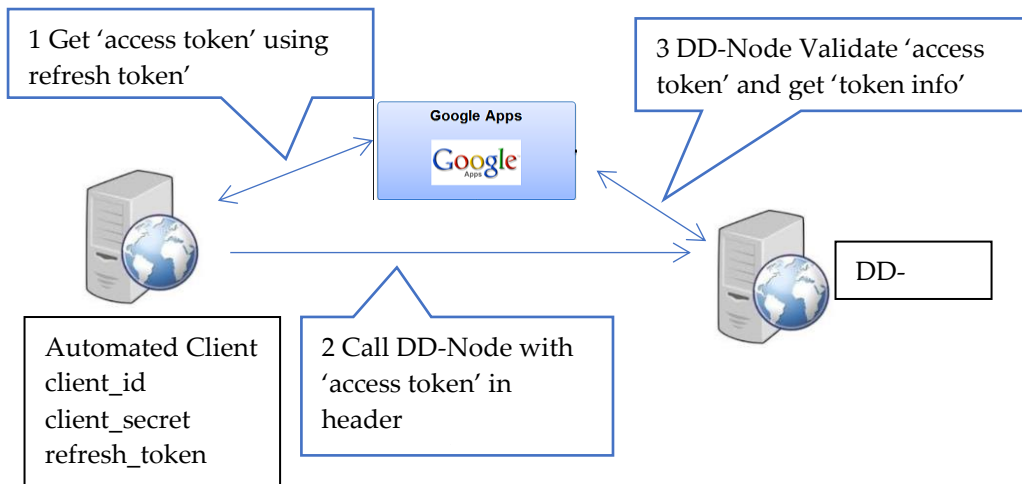 1 Get ‘access token’ using
refresh token’
3 DD-Node Validate ‘access
token’ and get ‘token info’
Google Apps
Google
Apps
DD-
Automated Client
client_id
client_secret
refresh_token
2 Call DD-Node with
‘access token’ in
header